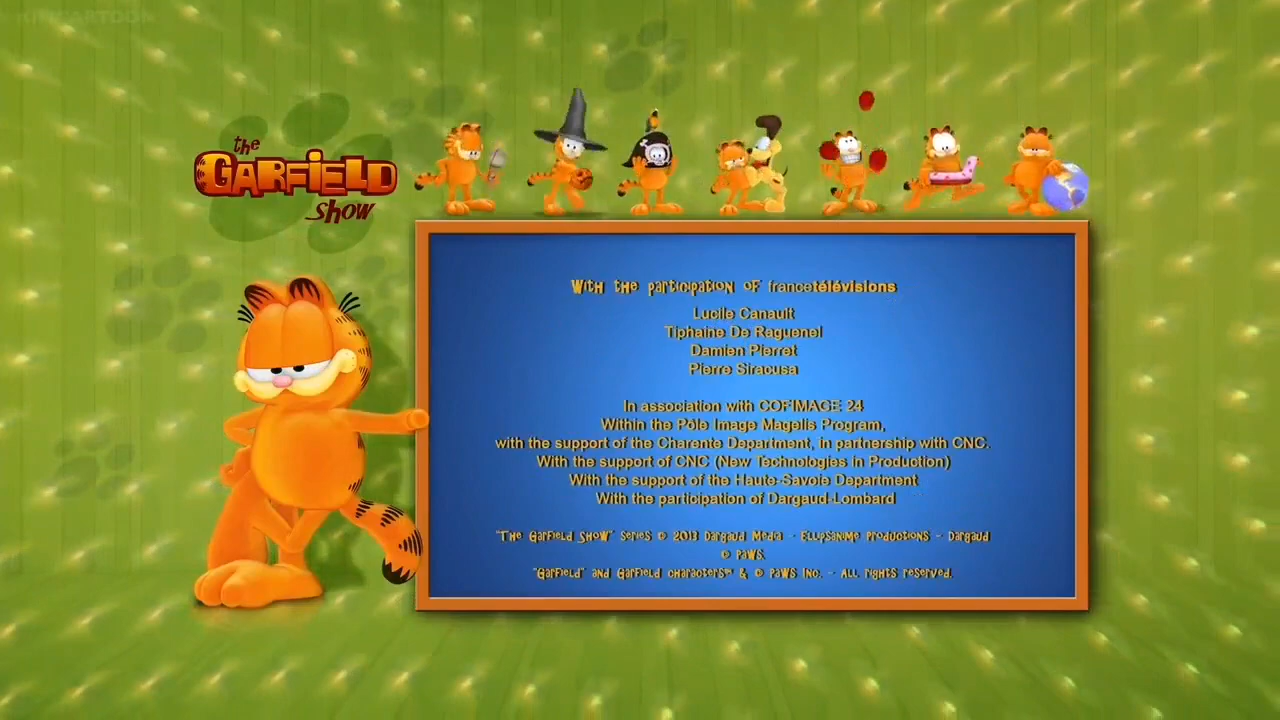 the
GARFIELD
show
With the participation of francetélévisions
Lucile Canault
Tiphaine De Raguenel
Damien Pierret
Pierre Siracusa
In association with COFIMAGE 24
Within the Pôle Image Magelis Program,
with the support of the Charente Department, in partnership with CNC.
With the support of CNC (New Technologies in Production)
With the support of the Haute-Savoie Department
With the participation of Dargaud-Lombard
"The Garfield Show" Series © 2013 Dargaud Media - Ellipsanime Productions - Dargaud
© Paws.
"Garfield" and Garfield characters™ & © Paws Inc. - All rights reserved.